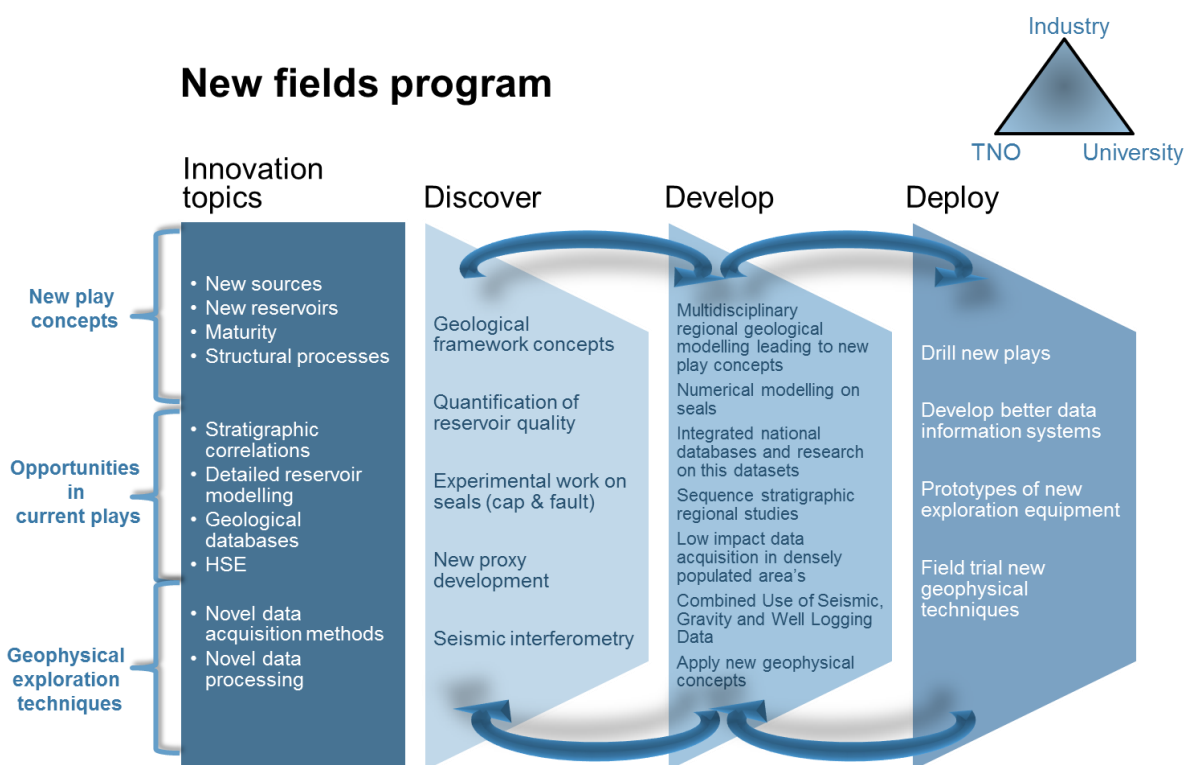 Industry
New fields program
TNO
University
Innovation
topics
Discover
Develop
Deploy
New play
concepts
• New sources
• New reservoirs
• Maturity
• Structural processes
Opportunities
in
current plays
• Stratigraphic
correlations
• Detailed reservoir
modelling
• Geological
databases
• HSE
Geophysical
exploration
techniques
• Novel data
acquisition methods
• Novel data
processing
Geological
framework concepts
Quantification of
reservoir quality
Experimental work on
seals (cap & fault)
New proxy
development
Seismic interferometry
Multidisciplinary
regional geological
modelling leading to new
play concepts
Numerical modelling on
seals
Integrated national
databases and research
on this datasets
Sequence stratigraphic
regional studies
Low impact data
acquisition in densely
populated area's
Combined Use of Seismic,
Gravity and Well Logging
Data
Apply new geophysical
concepts
Drill new plays
Develop better data
information systems
Prototypes of new
exploration equipment
Field trial new
geophysical
techniques